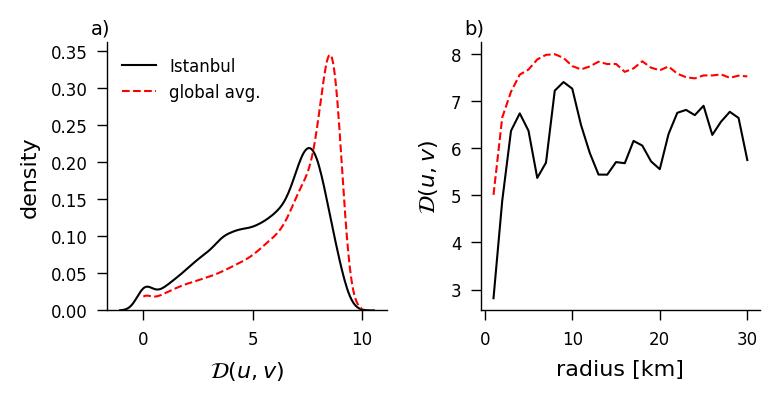 a)
Istanbul
global avg.
0.35
0.30
0.25
0.20
0.15
0.10
0.05
0.00
density
0 5 10
𝒟(u, v)
b)
8
7
6
5
4
3
𝒟(u, v)
0 10 20 30
radius [km]